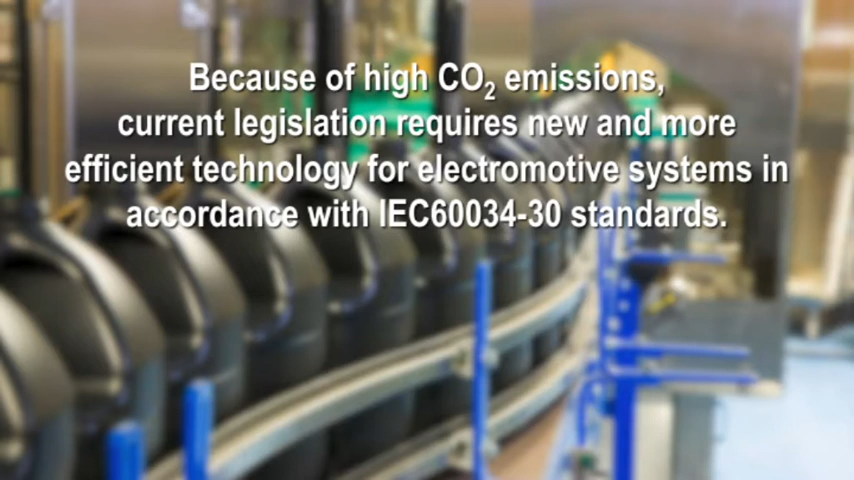 Because of high CO₂ emissions,
current legislation requires new and more
efficient technology for electromotive systems in
accordance with IEC60034-30 standards.